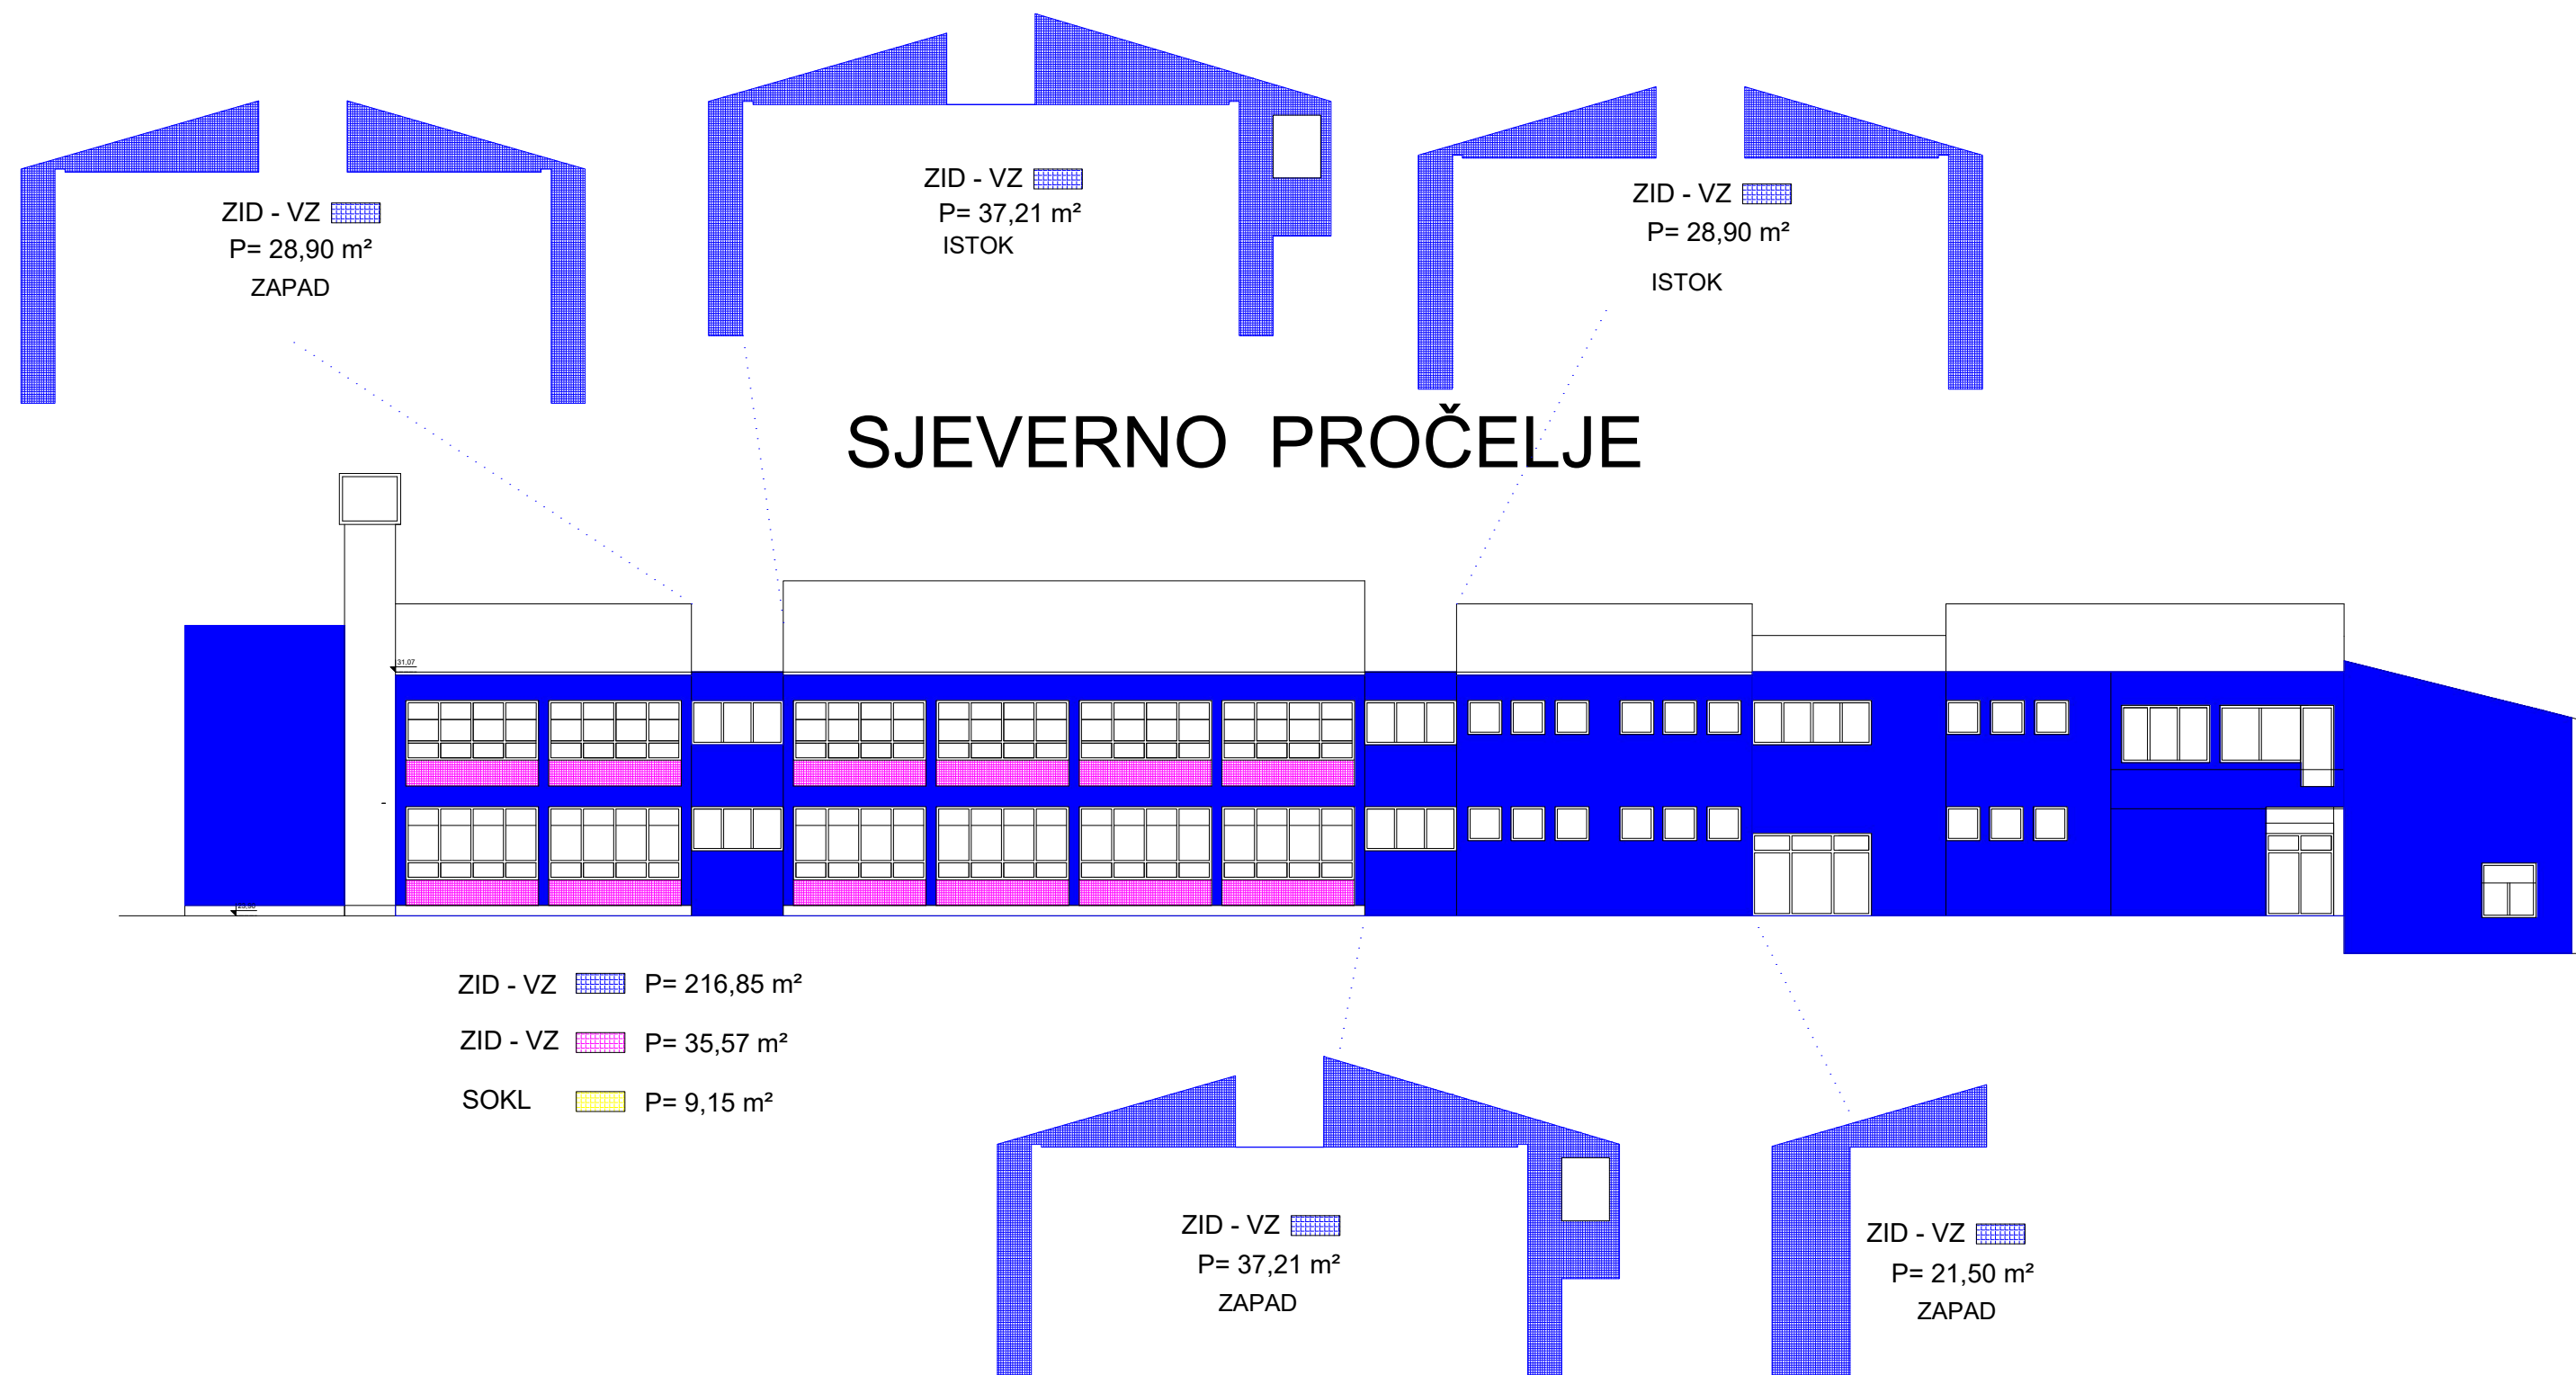 ZID - VZ
P= 28,90 m²
ZAPAD
ZID - VZ
P= 37,21 m²
ISTOK
ZID - VZ
P= 28,90 m²
ISTOK
SJEVERNO PROČELJE
31,07
ZID - VZ P= 216,85 m²
ZID - VZ P= 35,57 m²
SOKL P= 9,15 m²
ZID - VZ
P= 37,21 m²
ZAPAD
ZID - VZ
P= 21,50 m²
ZAPAD